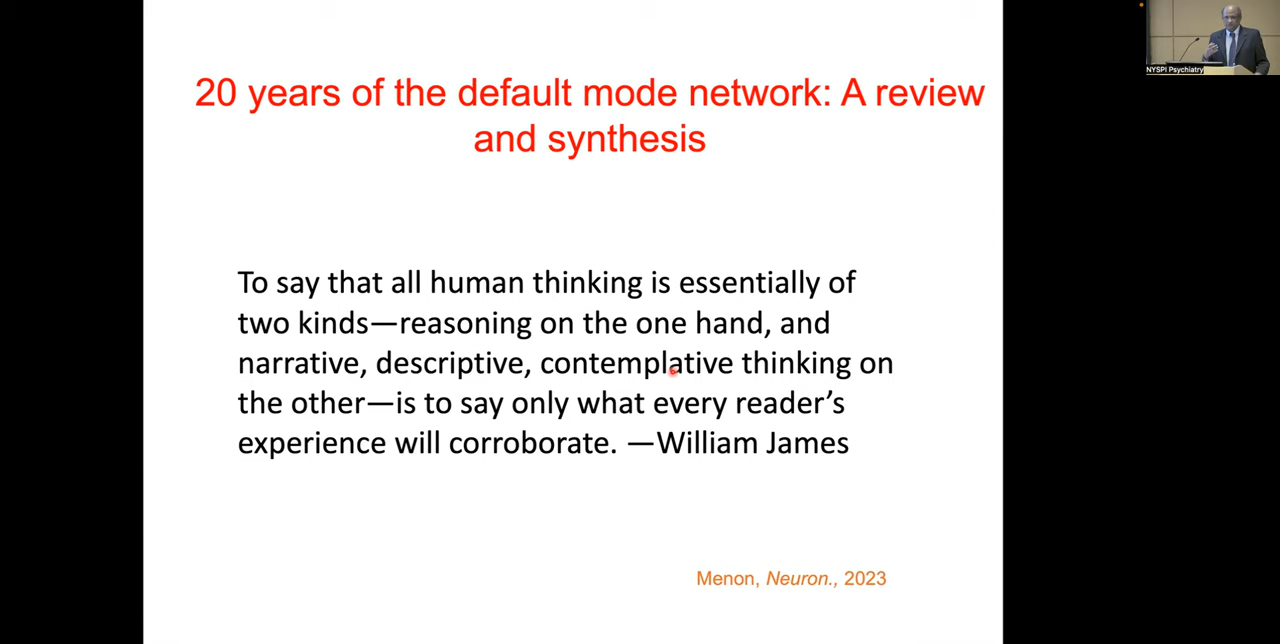 20 years of the default mode network: A review
and synthesis
To say that all human thinking is essentially of
two kinds—reasoning on the one hand, and
narrative, descriptive, contemplative thinking on
the other—is to say only what every reader’s
experience will corroborate. —William James
Menon, Neuron., 2023
NYSPI Psychiatry